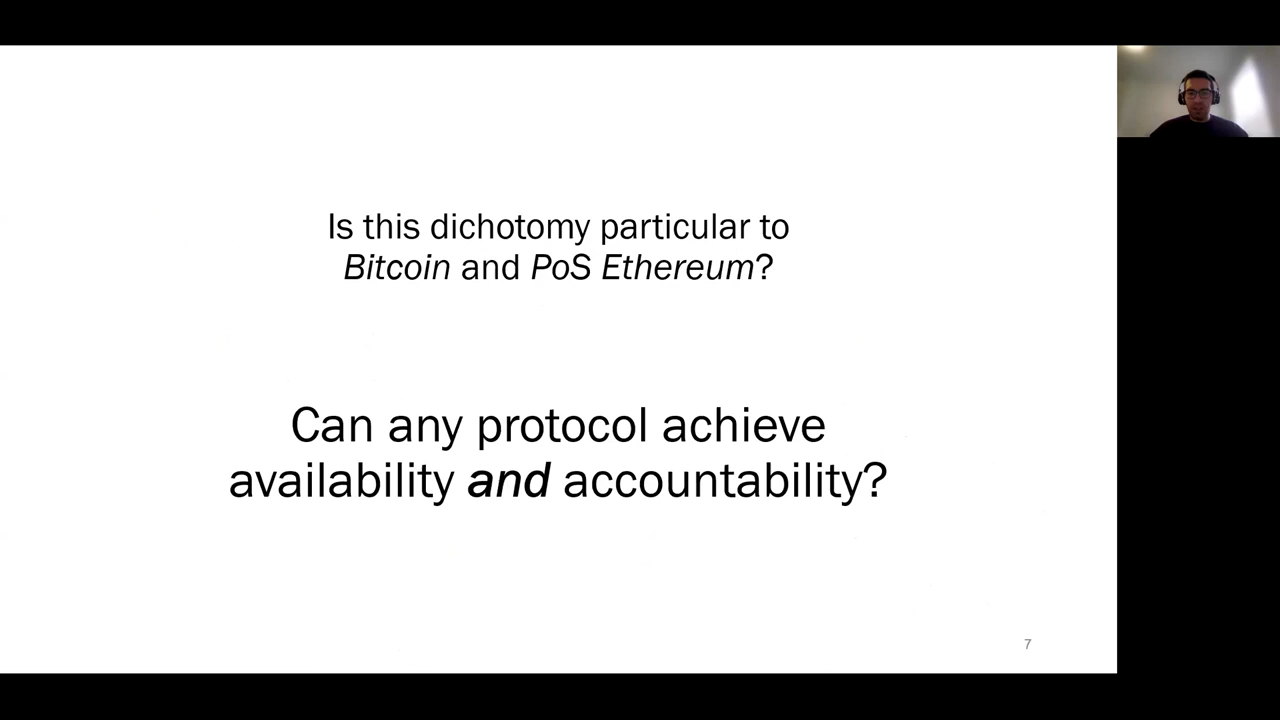 Is this dichotomy particular to
Bitcoin and PoS Ethereum?
Can any protocol achieve
availability and accountability?
7